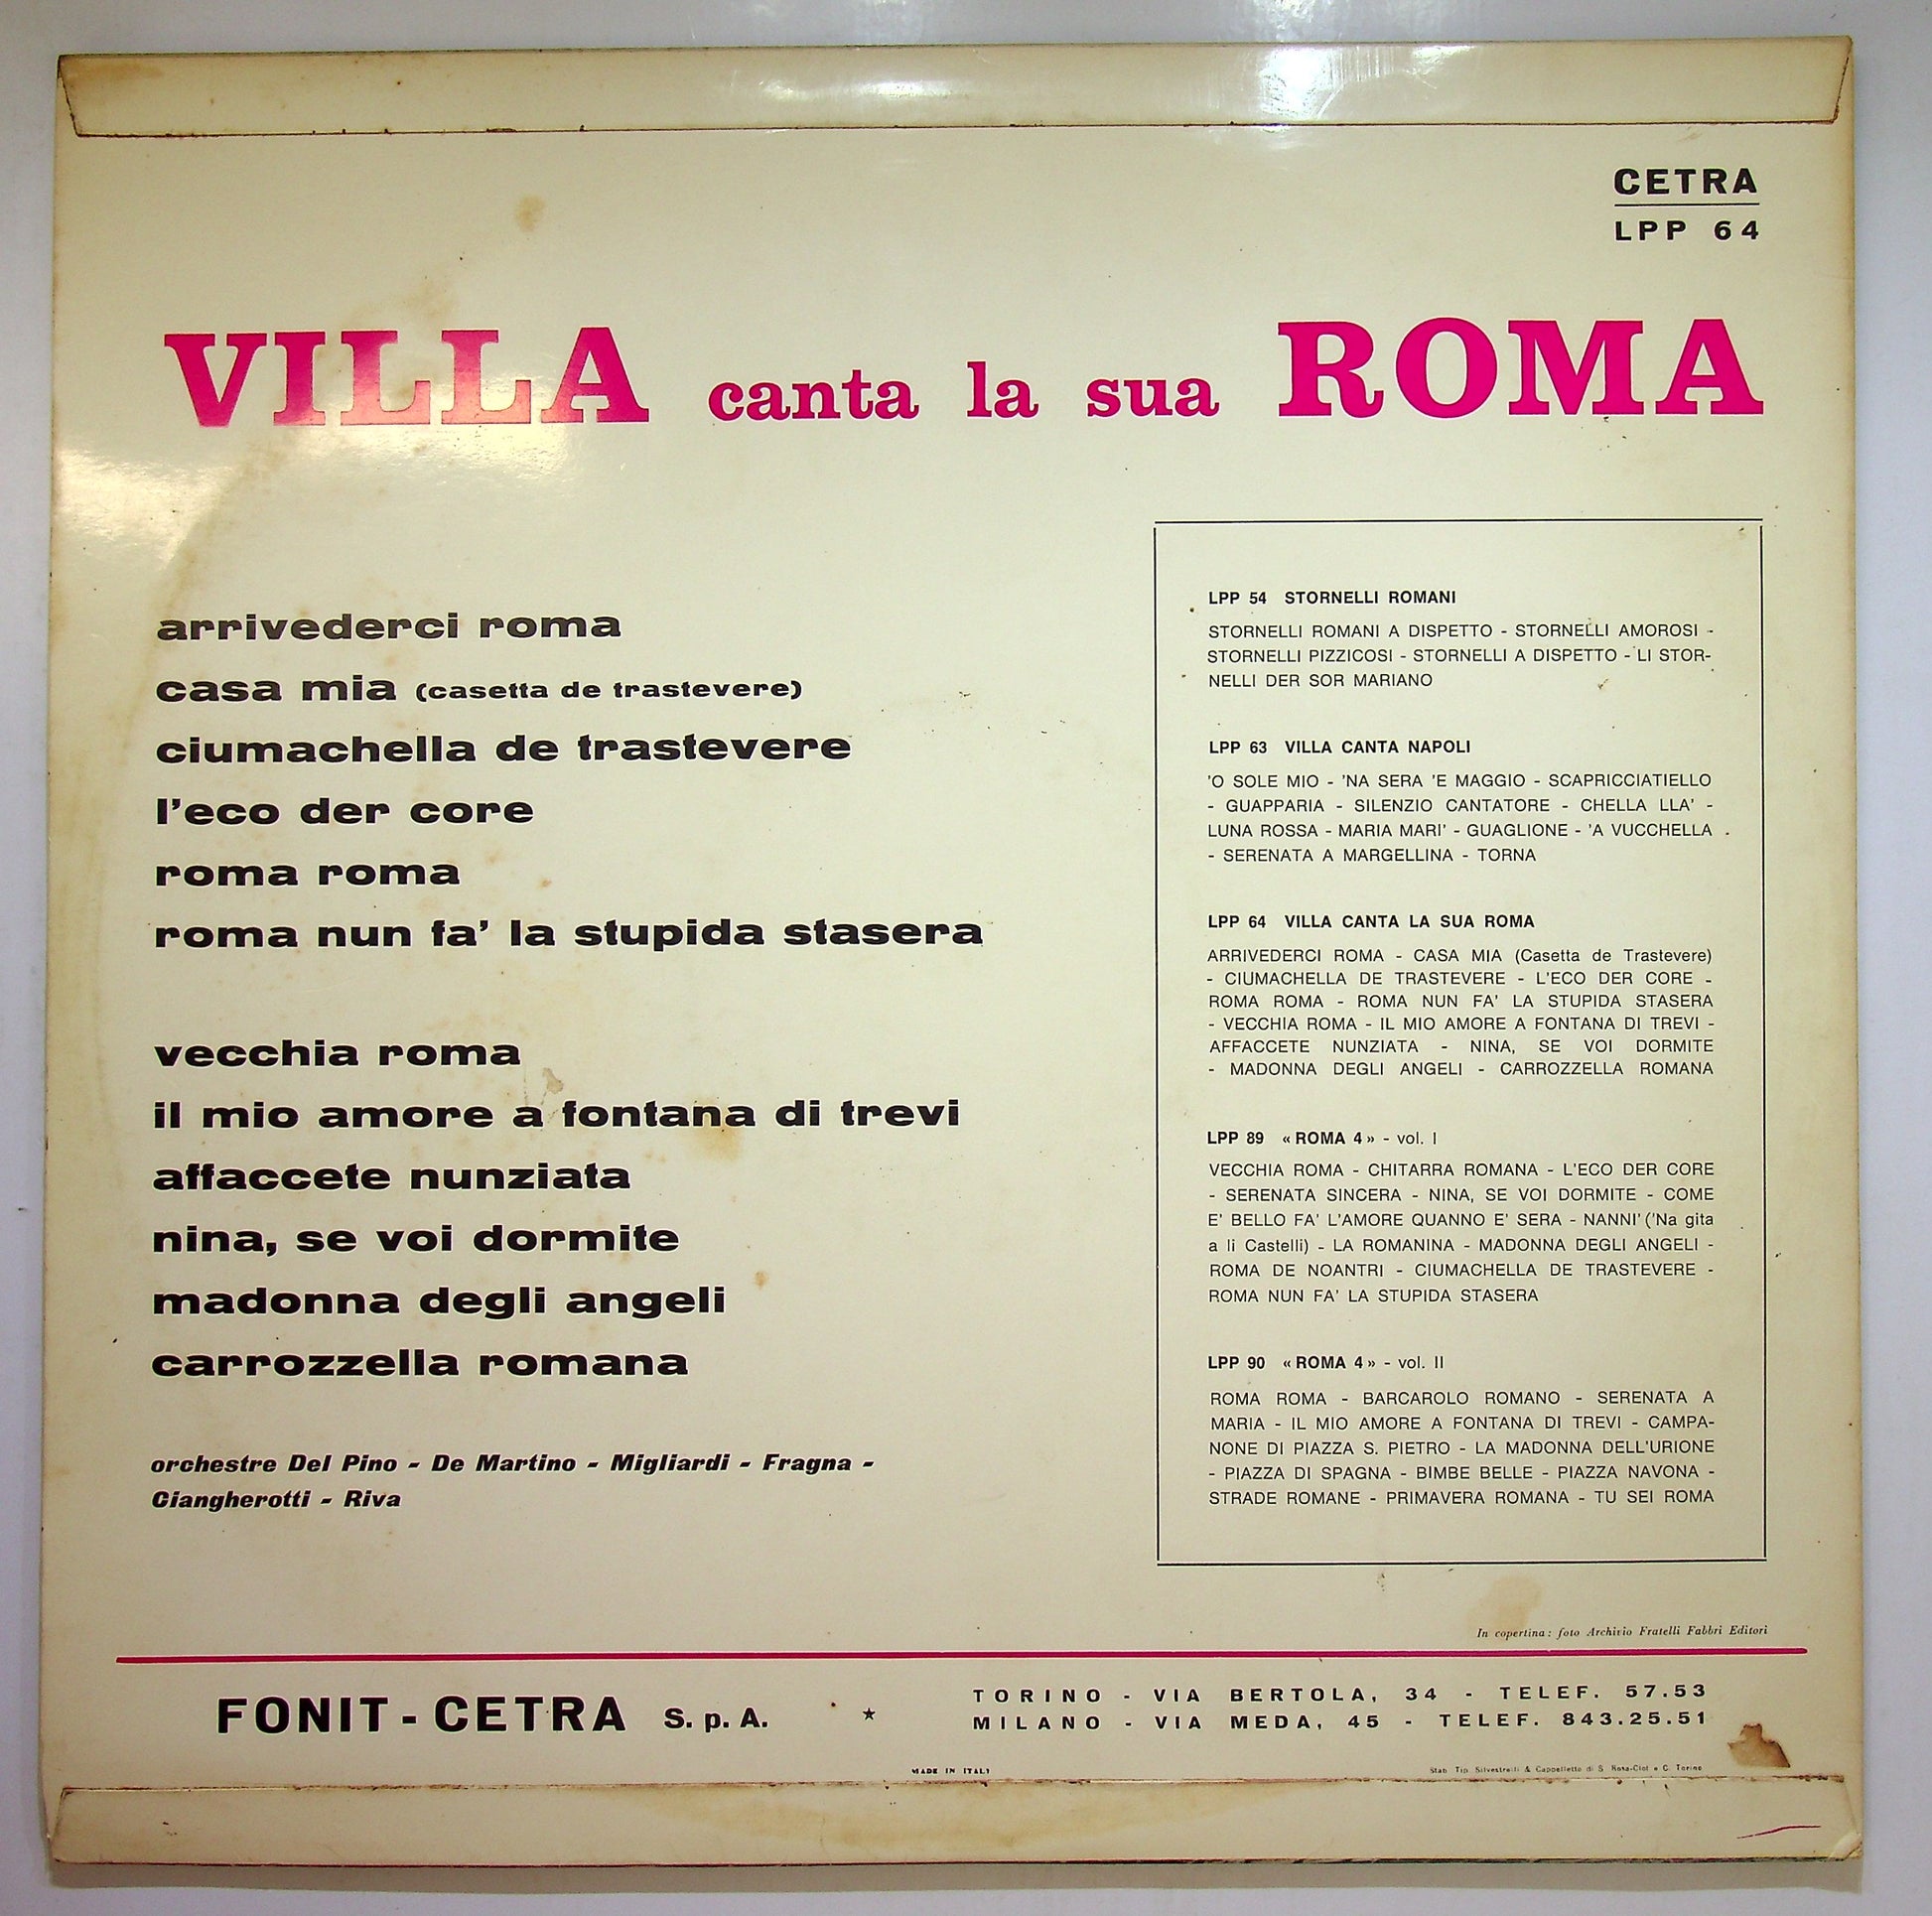 CETRA
LPP 64
VILLA canta la sua ROMA
arrivederci roma
casa mia (casetta de trastevere)
ciumachella de trastevere
l'eco der core
roma roma
roma nun fa' la stupida stasera
vecchia roma
il mio amore a fontana di trevi
affaccete nunziata
nina, se voi dormite
madonna degli angeli
carrozzella romana
orchestre Del Pino - De Martino - Migliardi - Fragna -
Giangherotti - Riva
LPP 54 STORNELLI ROMANI
STORNELLI ROMANI A DISPETTO - STORNELLI AMOROSI -
STORNELLI PIZZICOSI - STORNELLI A DISPETTO - LI STOR-
NELLI DER SOR MARIANO
LPP 63 VILLA CANTA NAPOLI
'O SOLE MIO - 'NA SERA 'E MAGGIO - SCAPRICCIATIELLO
- GUAPPARIA - SILENZIO CANTATORE - CHELLA LLA' -
LUNA ROSSA - MARIA MARI' - GUAGLIONE - 'A VUCCHELLA
- SERENATA A MARGELLINA - TORNA
LPP 64 VILLA CANTA LA SUA ROMA
ARRIVEDERCI ROMA - CASA MIA (Casetta de Trastevere)
- CIUMACHELLA DE TRASTEVERE - L'ECO DER CORE -
ROMA ROMA - ROMA NUN FA' LA STUPIDA STASERA
- VECCHIA ROMA - IL MIO AMORE A FONTANA DI TREVI -
AFFACCETE NUNZIATA - NINA, SE VOI DORMITE
- MADONNA DEGLI ANGELI - CARROZZELLA ROMANA
LPP 89 «ROMA 4» - vol. I
VECCHIA ROMA - CHITARRA ROMANA - L'ECO DER CORE
- SERENATA SINCERA - NINA, SE VOI DORMITE - COME
E' BELLO FA' L'AMORE QUANNO E' SERA - NANNI' ('Na gita
a li Castelli) - LA ROMANINA - MADONNA DEGLI ANGELI -
ROMA DE NOANTRI - CIUMACHELLA DE TRASTEVERE -
ROMA NUN FA' LA STUPIDA STASERA
LPP 90 «ROMA 4» - vol. II
ROMA ROMA - BARCAROLO ROMANO - SERENATA A
MARIA - IL MIO AMORE A FONTANA DI TREVI - CAMPA-
NONE DI PIAZZA S. PIETRO - LA MADONNA DELL'URIONE
- PIAZZA DI SPAGNA - BIMBE BELLE - PIAZZA NAVONA -
STRADE ROMANE - PRIMAVERA ROMANA - TU SEI ROMA
In copertina: foto Archivio Fratelli Fabbri Editori
FONIT-CETRA S.p.A. ★
TORINO - VIA BERTOLA, 34 - TELEF. 57.53
MILANO - VIA MEDA, 45 - TELEF. 843.25.51
MADE IN ITALY
Stab. Tip. Silvestrelli & Cappelletto di S. Rosa-Clot e C. Torino